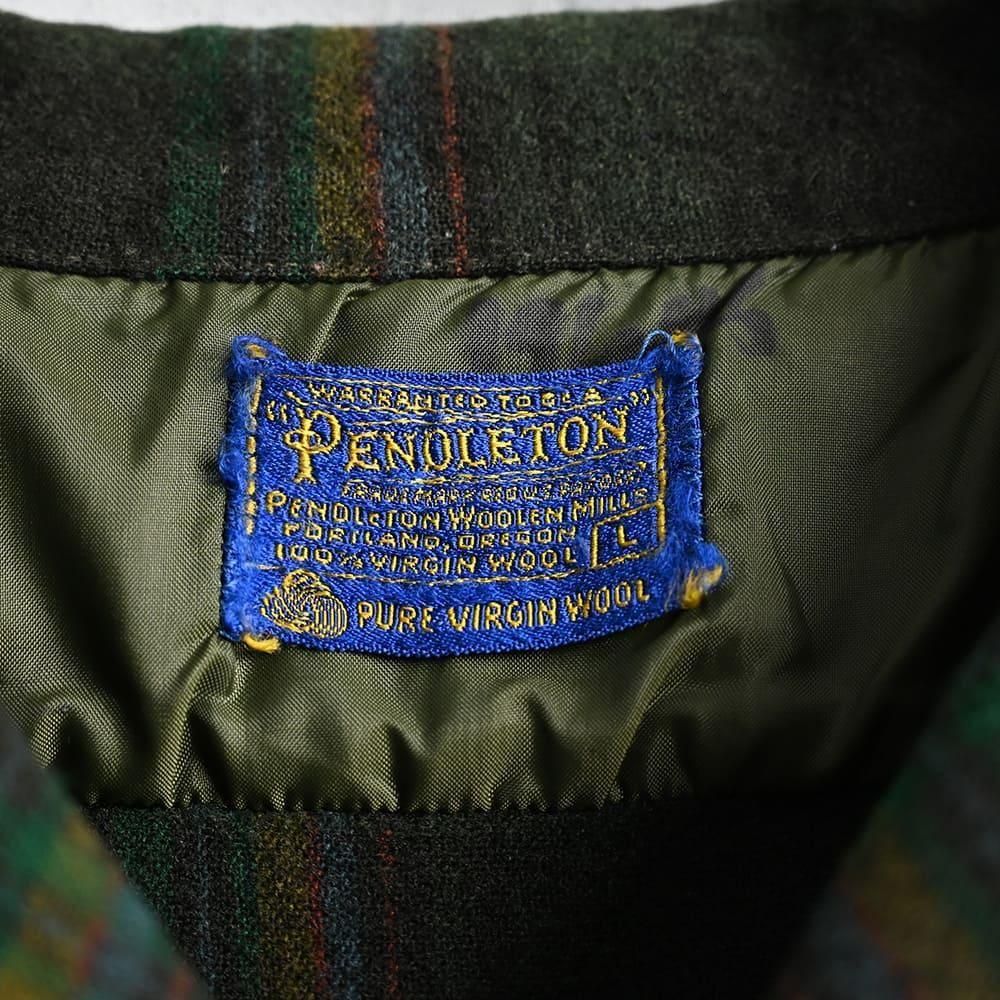 WARRANTED TO BE A
"PENDLETON"
PENDLETON WOOLEN MILLS
PORTLAND, OREGON
100% VIRGIN WOOL L
PURE VIRGIN WOOL